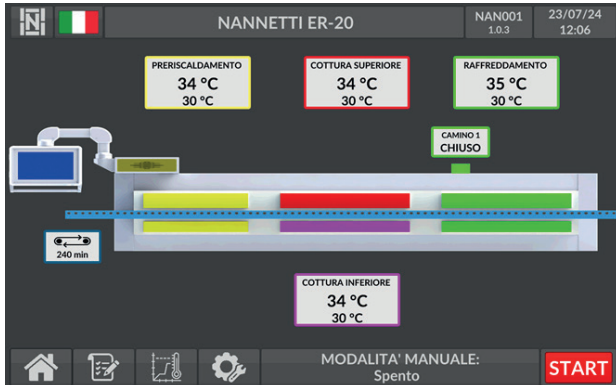 N
NANNETTI ER-20
NAN001
1.0.3
23/07/24
12:06
PRERISCALDAMENTO
34 °C
30 °C
COTTURA SUPERIORE
34 °C
30 °C
RAFFREDDAMENTO
35 °C
30 °C
CAMINO 1
CHIUSO
240 min
COTTURA INFERIORE
34 °C
30 °C
MODALITA' MANUALE:
Spento
START